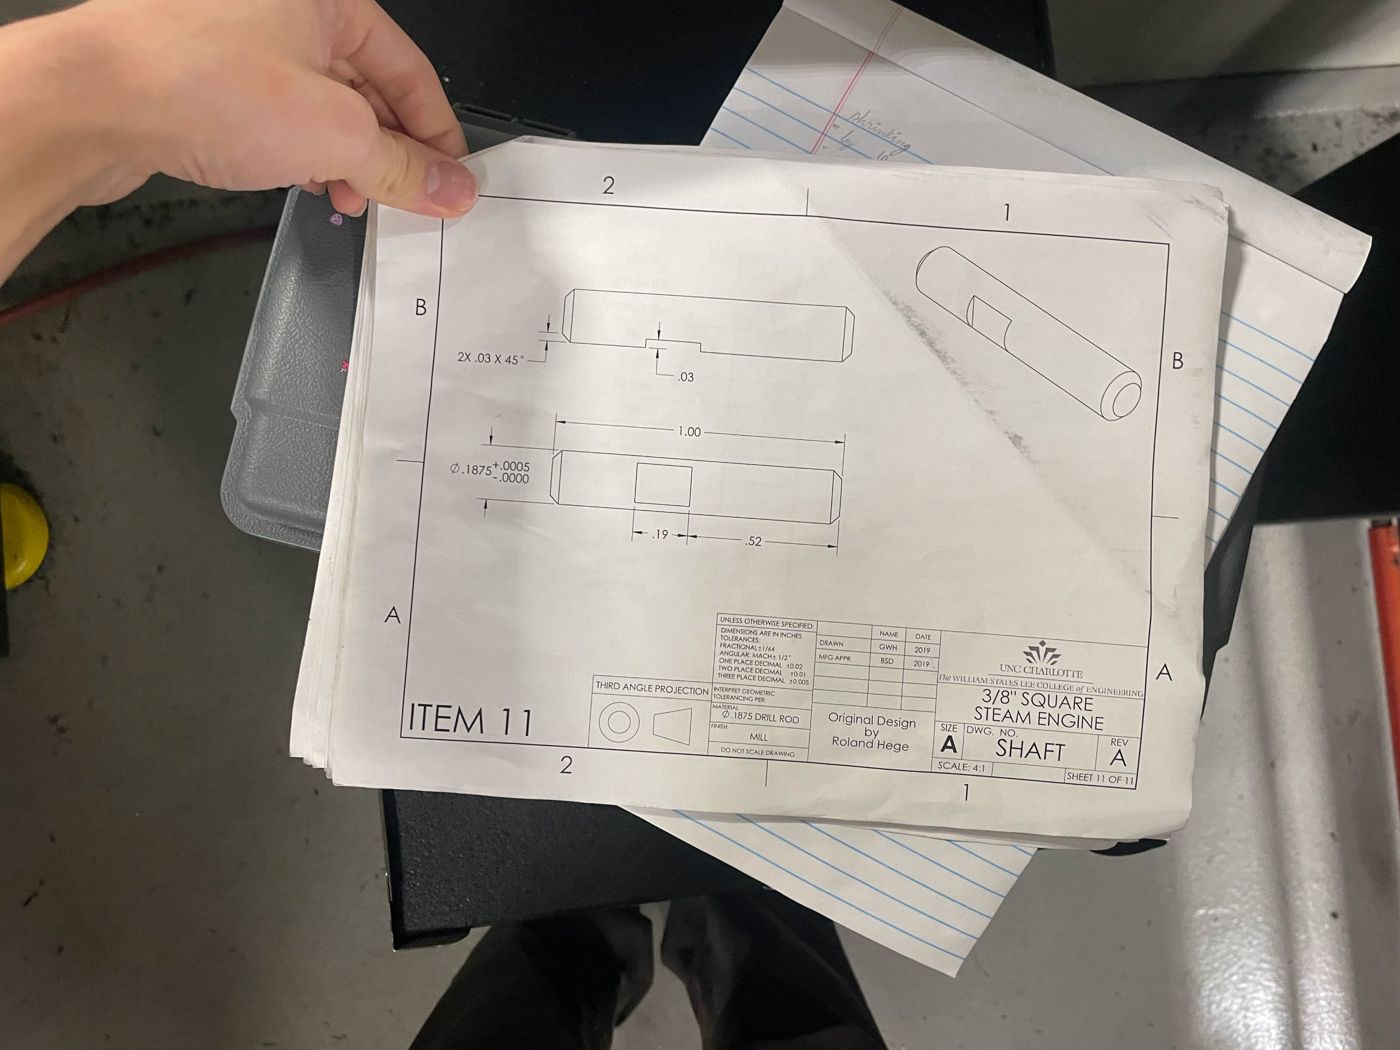 shrinking
by
2
1
B
B
2X .03 X 45°
.03
1.00
Ø.1875 +.0005
-.0000
.19
.52
A
A
UNLESS OTHERWISE SPECIFIED:
DIMENSIONS ARE IN INCHES
TOLERANCES:
FRACTIONAL ±1/64
ANGULAR: MACH± 1/2°
ONE PLACE DECIMAL ±0.02
TWO PLACE DECIMAL ±0.01
THREE PLACE DECIMAL ±0.005
INTERPRET GEOMETRIC
TOLERANCING PER:
MATERIAL
Ø.1875 DRILL ROD
FINISH
MILL
DO NOT SCALE DRAWING
NAME DATE
DRAWN GWH 2019
MFG APPR. BSD 2019
Original Design
by
Roland Hege
UNC CHARLOTTE
The WILLIAM STATES LEE COLLEGE of ENGINEERING
3/8" SQUARE
STEAM ENGINE
SIZE DWG. NO. REV
A SHAFT A
SCALE: 4:1 SHEET 11 OF 11
THIRD ANGLE PROJECTION
ITEM 11
2
1